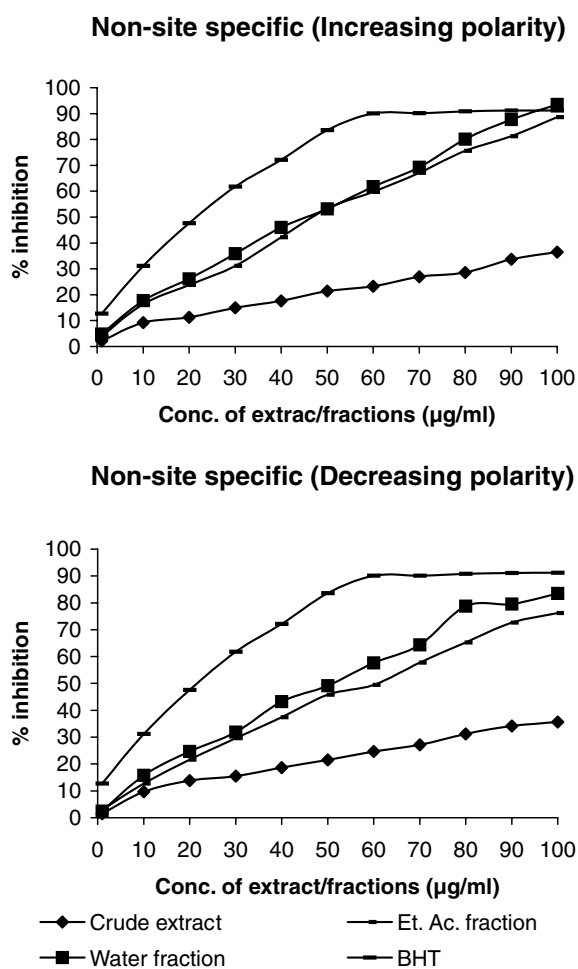 Non-site specific (Increasing polarity)
100
90
80
70
60
50
40
30
20
10
0
% inhibition
0 10 20 30 40 50 60 70 80 90 100
Conc. of extrac/fractions (µg/ml)
Non-site specific (Decreasing polarity)
100
90
80
70
60
50
40
30
20
10
0
% inhibition
0 10 20 30 40 50 60 70 80 90 100
Conc. of extract/fractions (µg/ml)
Crude extract Et. Ac. fraction
Water fraction BHT